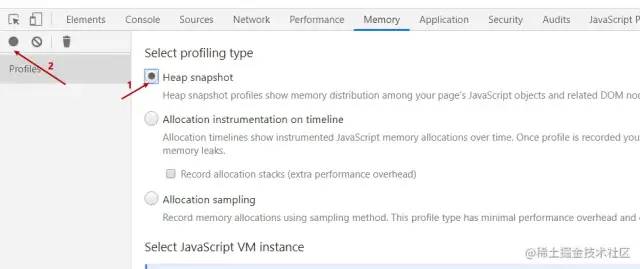 Elements Console Sources Network Performance Memory Application Security Audits JavaScript P
2
Profiles
Select profiling type
1
Heap snapshot
Heap snapshot profiles show memory distribution among your page's JavaScript objects and related DOM nod
Allocation instrumentation on timeline
Allocation timelines show instrumented JavaScript memory allocations over time. Once profile is recorded you
memory leaks.
Record allocation stacks (extra performance overhead)
Allocation sampling
Record memory allocations using sampling method. This profile type has minimal performance overhead and
Select JavaScript VM instance
@稀土掘金技术社区